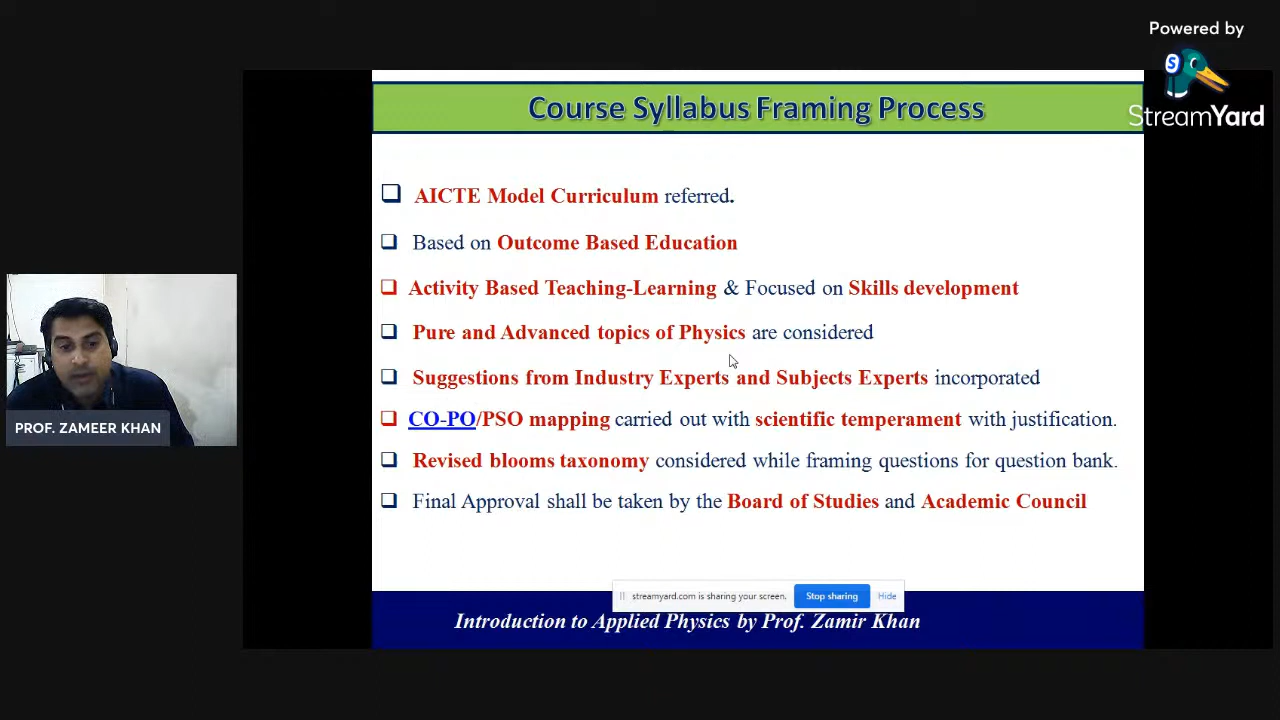 Powered by
StreamYard
Course Syllabus Framing Process
AICTE Model Curriculum referred.
Based on Outcome Based Education
Activity Based Teaching-Learning & Focused on Skills development
Pure and Advanced topics of Physics are considered
Suggestions from Industry Experts and Subjects Experts incorporated
CO-PO/PSO mapping carried out with scientific temperament with justification.
Revised blooms taxonomy considered while framing questions for question bank.
Final Approval shall be taken by the Board of Studies and Academic Council
PROF. ZAMEER KHAN
streamyard.com is sharing your screen. Stop sharing Hide
Introduction to Applied Physics by Prof. Zamir Khan